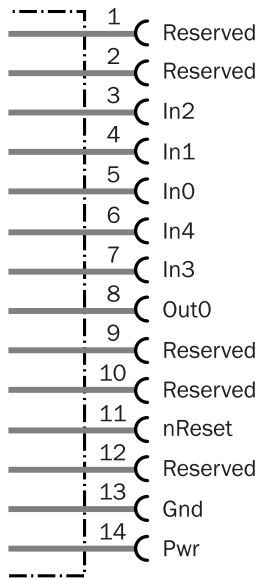 1 Reserved
2 Reserved
3 In2
4 In1
5 In0
6 In4
7 In3
8 Out0
9 Reserved
10 Reserved
11 nReset
12 Reserved
13 Gnd
14 Pwr